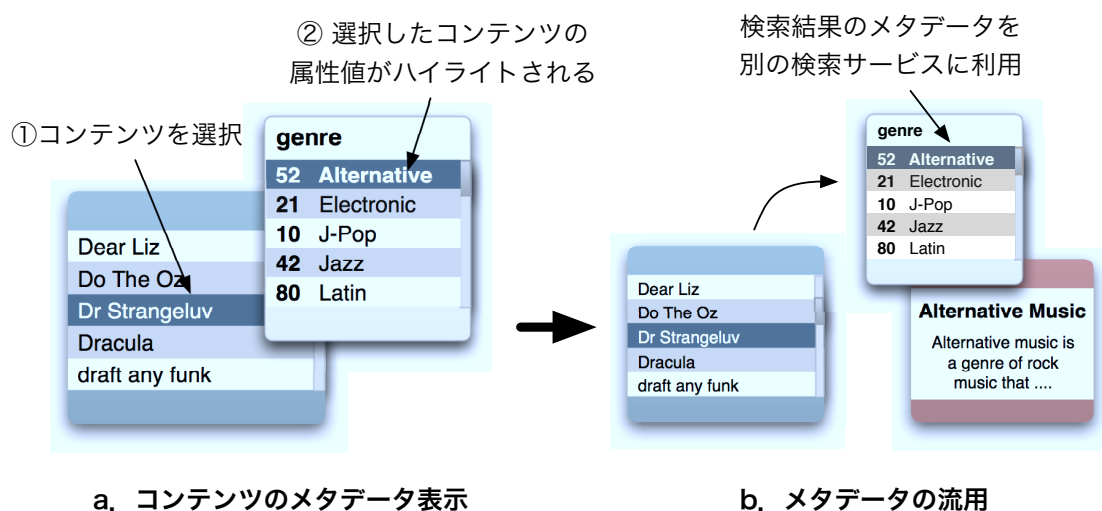 ② 選択したコンテンツの
属性値がハイライトされる
①コンテンツを選択
genre
52 Alternative
21 Electronic
10 J-Pop
42 Jazz
80 Latin
Dear Liz
Do The Oz
Dr Strangeluv
Dracula
draft any funk
a. コンテンツのメタデータ表示
検索結果のメタデータを
別の検索サービスに利用
genre
52 Alternative
21 Electronic
10 J-Pop
42 Jazz
80 Latin
Dear Liz
Do The Oz
Dr Strangeluv
Dracula
draft any funk
Alternative Music
Alternative music is
a genre of rock
music that ....
b. メタデータの流用